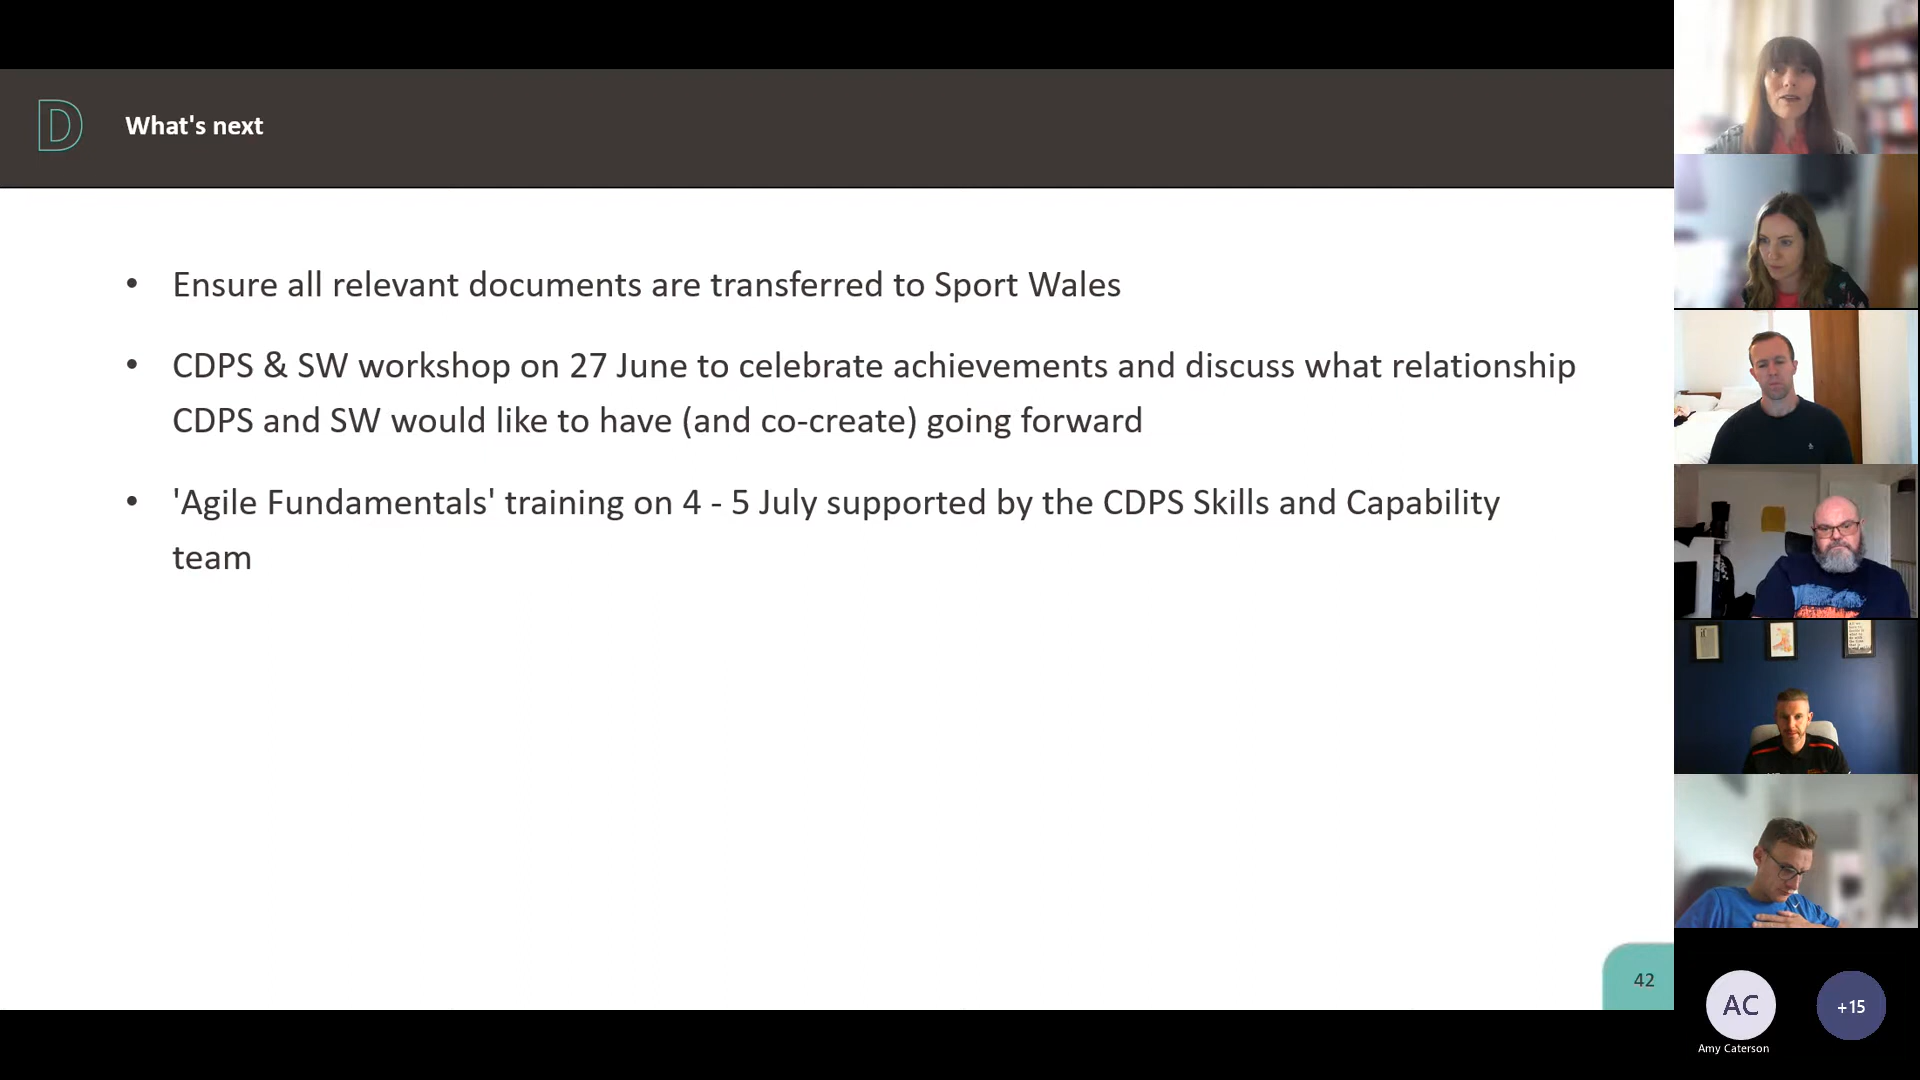 D
What's next
• Ensure all relevant documents are transferred to Sport Wales
• CDPS & SW workshop on 27 June to celebrate achievements and discuss what relationship
CDPS and SW would like to have (and co-create) going forward
• 'Agile Fundamentals' training on 4 - 5 July supported by the CDPS Skills and Capability
team
42
if
AC
+15
Amy Caterson